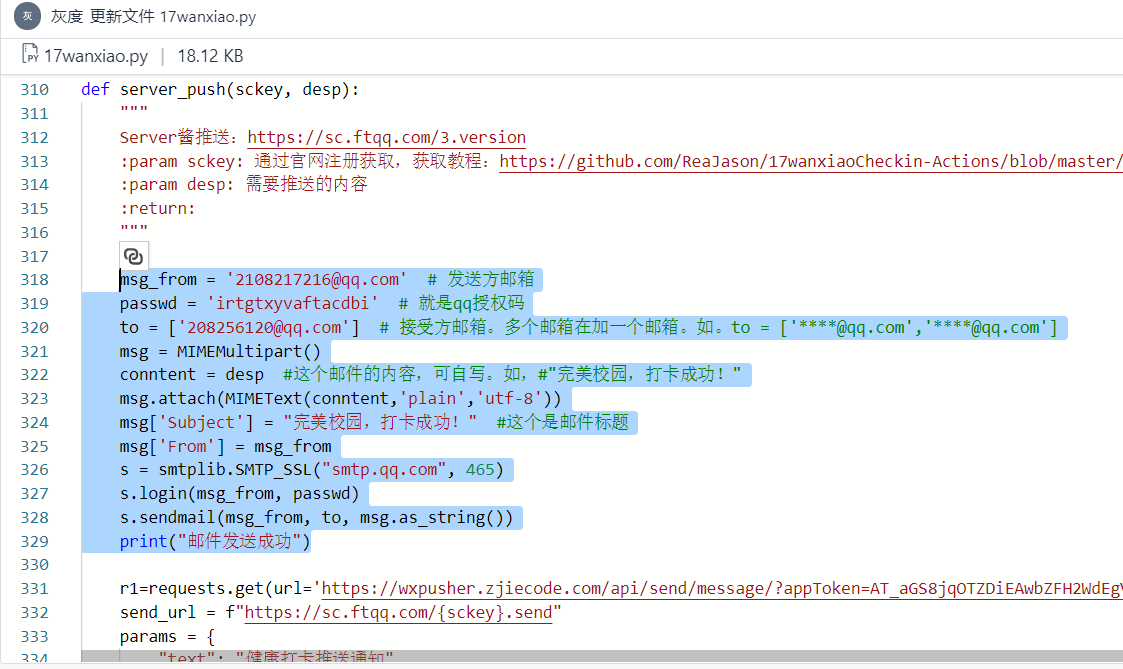 灰 灰度 更新文件 17wanxiao.py
PY 17wanxiao.py | 18.12 KB
310 def server_push(sckey, desp):
311 """
312 Server酱推送：https://sc.ftqq.com/3.version
313 :param sckey: 通过官网注册获取，获取教程：https://github.com/ReaJason/17wanxiaoCheckin-Actions/blob/master/
314 :param desp: 需要推送的内容
315 :return:
316 """
317
318 msg_from = '2108217216@qq.com'  # 发送方邮箱
319 passwd = 'irtgtxyvaftacdbi'  # 就是qq授权码
320 to = ['208256120@qq.com']  # 接受方邮箱。多个邮箱在加一个邮箱。如。to = ['****@qq.com','****@qq.com']
321 msg = MIMEMultipart()
322 conntent = desp  #这个邮件的内容，可自写。如，#"完美校园，打卡成功！"
323 msg.attach(MIMEText(conntent,'plain','utf-8'))
324 msg['Subject'] = "完美校园，打卡成功！"  #这个是邮件标题
325 msg['From'] = msg_from
326 s = smtplib.SMTP_SSL("smtp.qq.com", 465)
327 s.login(msg_from, passwd)
328 s.sendmail(msg_from, to, msg.as_string())
329 print("邮件发送成功")
330
331 r1=requests.get(url='https://wxpusher.zjiecode.com/api/send/message/?appToken=AT_aGS8jqOTZDiEAwbZFH2WdEgV
332 send_url = f"https://sc.ftqq.com/{sckey}.send"
333 params = {
334 "text": "健康打卡推送通知"